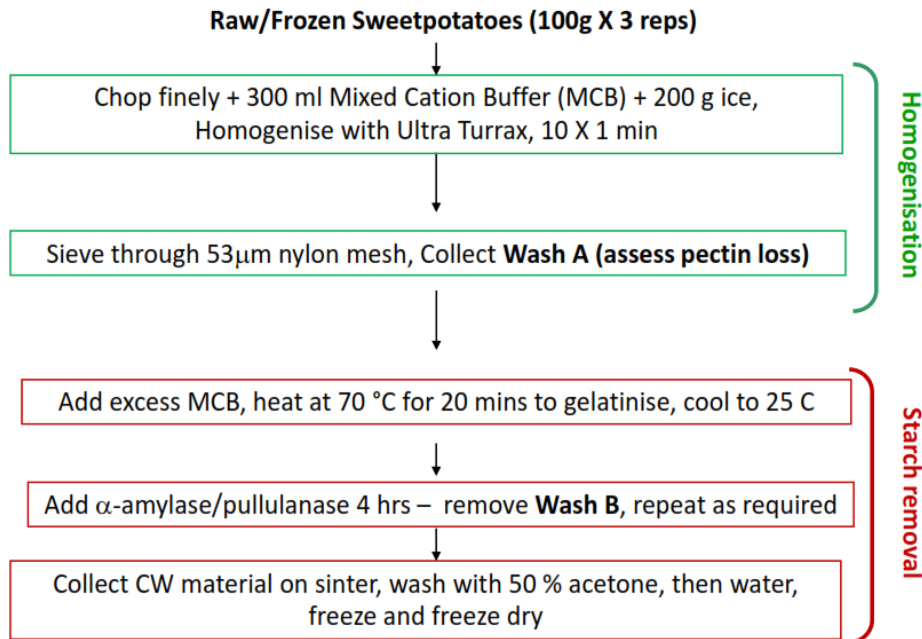 Raw/Frozen Sweetpotatoes (100g X 3 reps)
Chop finely + 300 ml Mixed Cation Buffer (MCB) + 200 g ice,
Homogenise with Ultra Turrax, 10 X 1 min
Sieve through 53μm nylon mesh, Collect Wash A (assess pectin loss)
Homogenisation
Add excess MCB, heat at 70 °C for 20 mins to gelatinise, cool to 25 C
Add α-amylase/pullulanase 4 hrs – remove Wash B, repeat as required
Collect CW material on sinter, wash with 50 % acetone, then water,
freeze and freeze dry
Starch removal